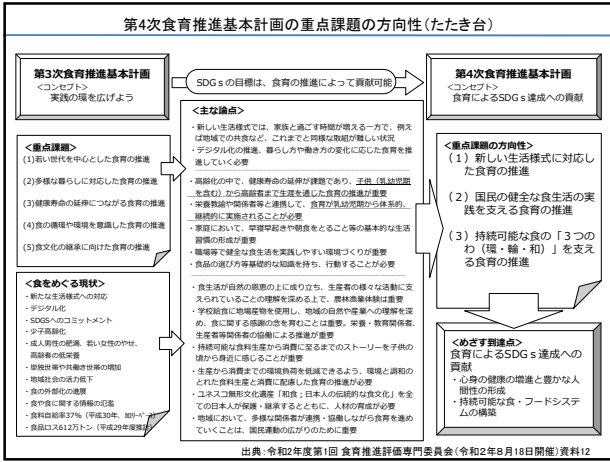 第4次食育推進基本計画の重点課題の方向性(たたき台)
第3次食育推進基本計画
<コンセプト>
実践の環を広げよう
SDGsの目標は、食育の推進によって貢献可能
第4次食育推進基本計画
<コンセプト>
食育によるSDGs達成への貢献
<重点課題>
(1)若い世代を中心とした食育の推進
(2)多様な暮らしに対応した食育の推進
(3)健康寿命の延伸につながる食育の推進
(4)食の循環や環境を意識した食育の推進
(5)食文化の継承に向けた食育の推進
<食をめぐる現状>
・新たな生活様式への対応
・デジタル化
・SDGSへのコミットメント
・少子高齢化
・成人男性の肥満、若い女性のやせ、
高齢者の低栄養
・単独世帯や共働き世帯の増加
・地域社会の活力低下
・食の外部化の進展
・食や食に関する情報の氾濫
・食料自給率37%(平成30年、カロリーベース)
・食品ロス612万トン(平成29年度推計)
<主な論点>
・新しい生活様式では、家族と過ごす時間が増える一方で、例え
ば地域での共食など、これまでと同様な取組が難しい状況
・デジタル化の推進、暮らし方や働き方の変化に応じた食育を推
進していく必要
・高齢化の中で、健康寿命の延伸が課題であり、子供(乳幼児期
を含む)から高齢者まで生涯を通じた食育の推進が重要
・栄養教諭や関係者等と連携して、食育が乳幼児期から体系的、
継続的に実施されることが必要
・家庭において、早寝早起きや朝食をとること等の基本的な生活
習慣の形成が重要
・職場等で健全な食生活を実践しやすい環境づくりが重要
・食品の選び方等基礎的な知識を持ち、行動することが必要
・食生活が自然の恩恵の上に成り立ち、生産者の様々な活動に支
えられていることの理解を深める上で、農林漁業体験は重要
・学校給食に地場産物を使用し、地域の自然や産業への理解を深
め、食に関する感謝の念を育むことは重要。栄養・教育関係者、
生産者等関係者の協働による推進が重要
・持続可能な食料生産から消費に至るまでのストーリーを子供の
頃から身近に感じることが重要
・生産から消費までの環境負荷を低減できるよう、環境と調和の
とれた食料生産と消費に配慮した食育の推進が必要
・ユネスコ無形文化遺産「和食;日本人の伝統的な食文化」を全
ての日本人が保護・継承するとともに、人材の育成が必要
・地域において、多様な関係者が連携・協働しながら食育を進め
ていくことは、国民運動の広がりのために重要
<重点課題の方向性>
(1)新しい生活様式に対応し
た食育の推進
(2)国民の健全な食生活の実
践を支える食育の推進
(3)持続可能な食の「3つの
わ(環・輪・和)」を支え
る食育の推進
<めざす到達点>
食育によるSDGs達成への
貢献
・心身の健康の増進と豊かな人
間性の形成
・持続可能な食・フードシステ
ムの構築
出典:令和2年度第1回 食育推進評価専門委員会(令和2年8月18日開催)資料12